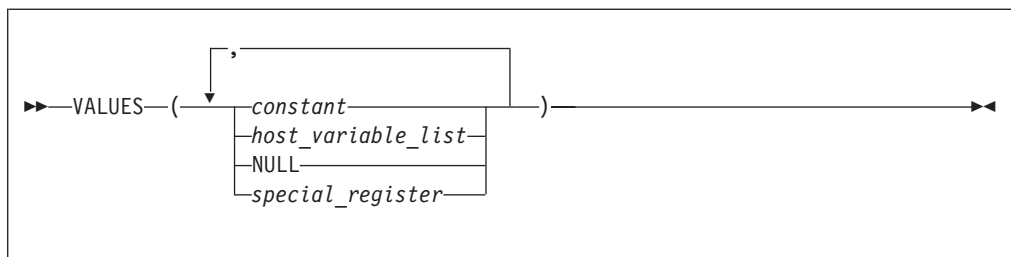 ,
VALUES ( constant )
host_variable_list
NULL
special_register